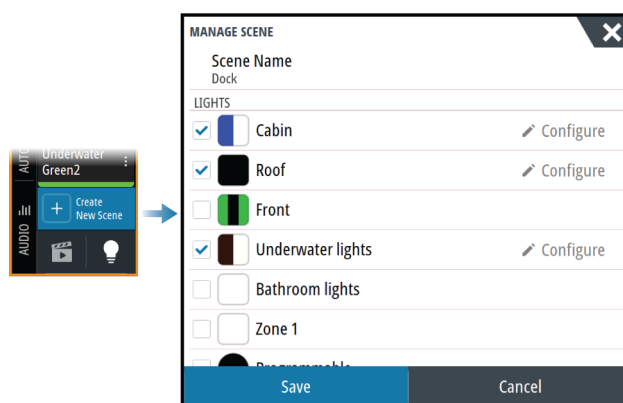 AUTO
Underwater
Green2
Create
New Scene
AUDIO
MANAGE SCENE
Scene Name
Dock
LIGHTS
Cabin
Configure
Roof
Configure
Front
Underwater lights
Configure
Bathroom lights
Zone 1
Programmable
Save
Cancel